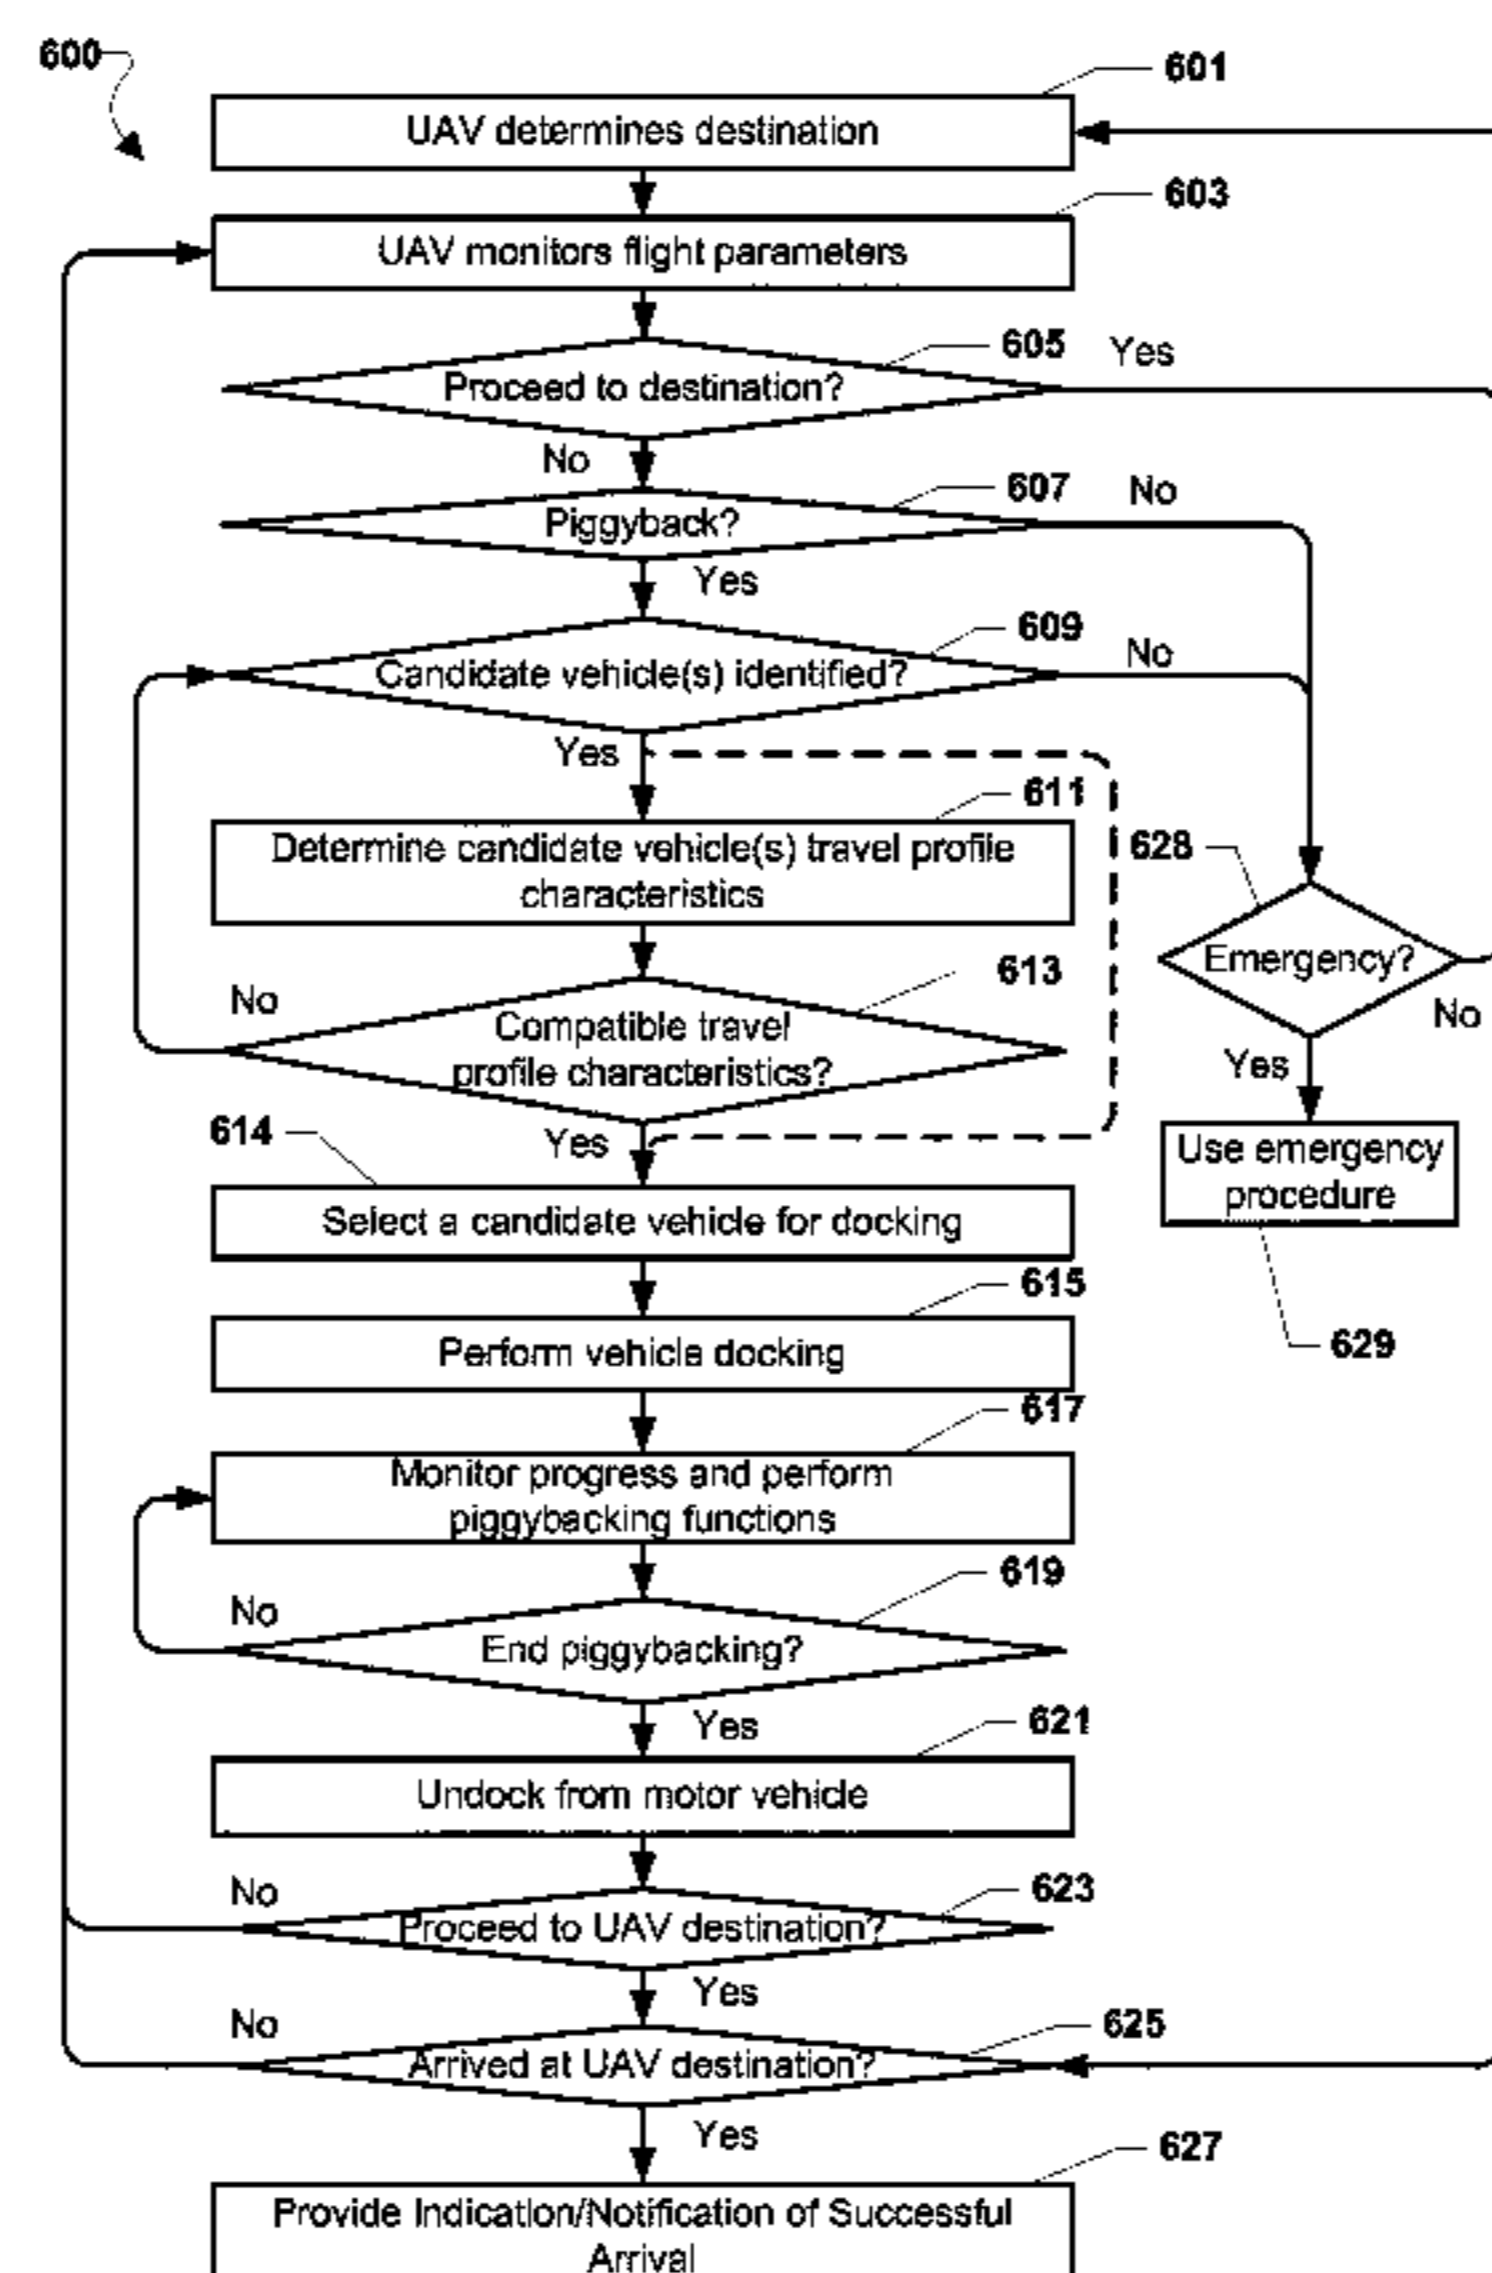 600
601
UAV determines destination
603
UAV monitors flight parameters
605
Yes
Proceed to destination?
No
607
No
Piggyback?
Yes
609
No
Candidate vehicle(s) identified?
Yes
611
Determine candidate vehicle(s) travel profile
characteristics
628
Emergency?
No
613
No
Compatible travel
profile characteristics?
Yes
614
Yes
Use emergency
procedure
Select a candidate vehicle for docking
615
629
Perform vehicle docking
617
Monitor progress and perform
piggybacking functions
619
No
End piggybacking?
Yes
621
Undock from motor vehicle
No
623
Proceed to UAV destination?
Yes
No
625
Arrived at UAV destination?
Yes
627
Provide Indication/Notification of Successful
Arrival